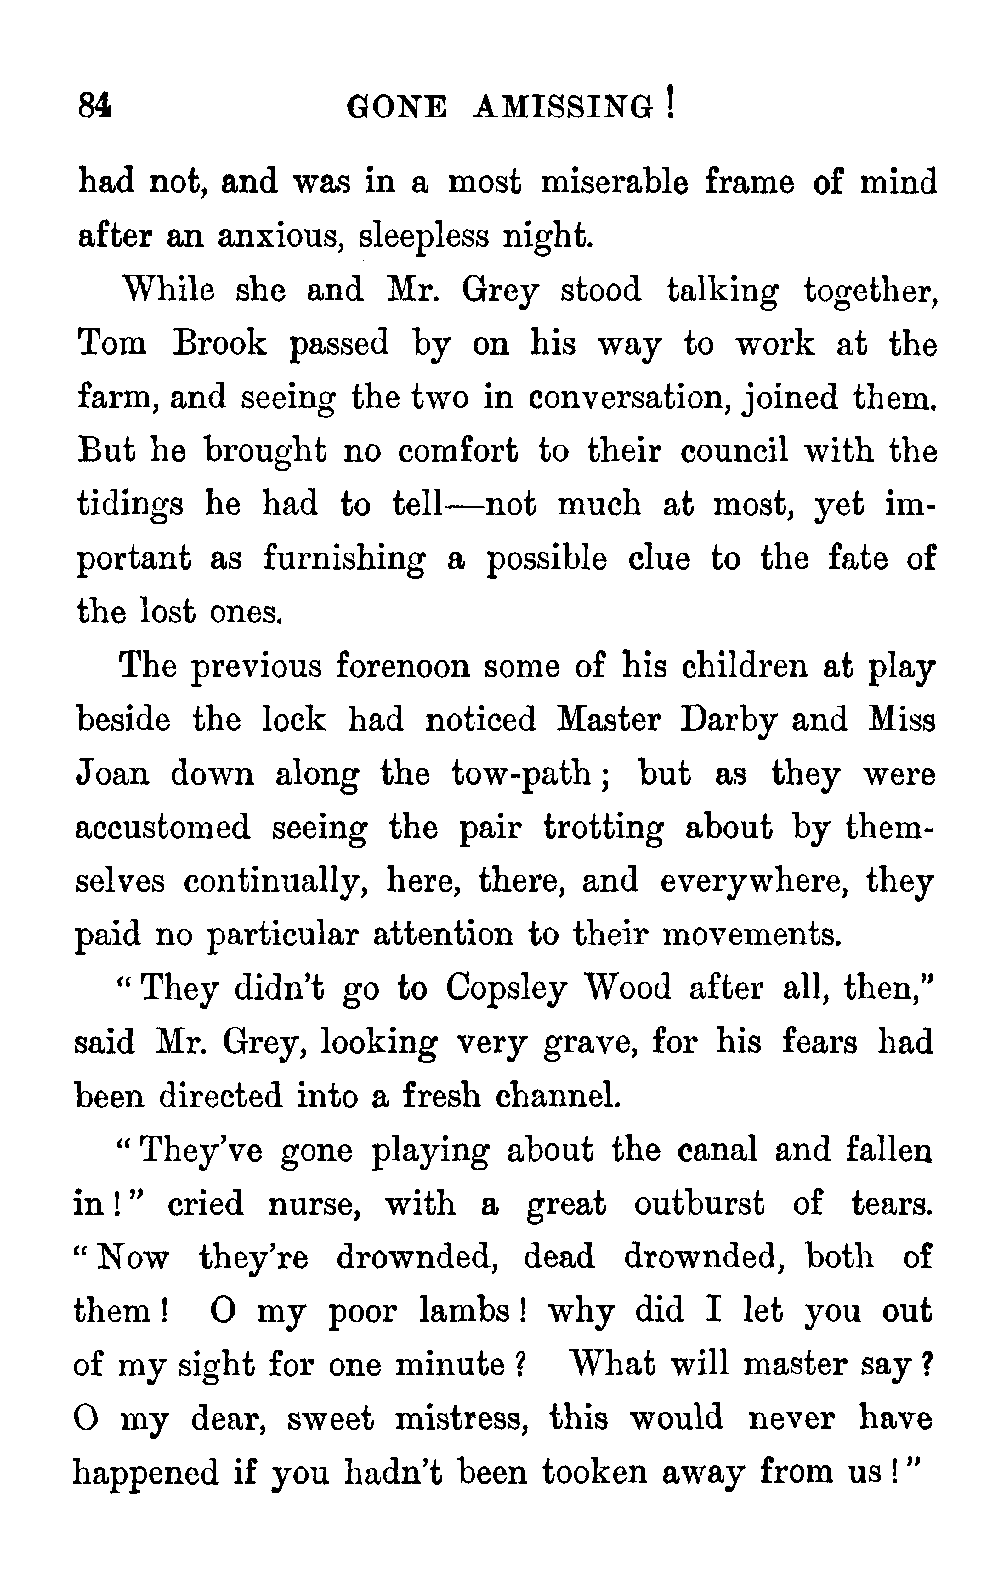 84 GONE AMISSING !
had not, and was in a most miserable frame of mind
after an anxious, sleepless night.
While she and Mr. Grey stood talking together,
Tom Brook passed by on his way to work at the
farm, and seeing the two in conversation, joined them.
But he brought no comfort to their council with the
tidings he had to tell—not much at most, yet im-
portant as furnishing a possible clue to the fate of
the lost ones.
The previous forenoon some of his children at play
beside the lock had noticed Master Darby and Miss
Joan down along the tow-path ; but as they were
accustomed seeing the pair trotting about by them-
selves continually, here, there, and everywhere, they
paid no particular attention to their movements.
“ They didn’t go to Copsley Wood after all, then,”
said Mr. Grey, looking very grave, for his fears had
been directed into a fresh channel.
“ They’ve gone playing about the canal and fallen
in ! ” cried nurse, with a great outburst of tears.
“ Now they’re drownded, dead drownded, both of
them ! O my poor lambs ! why did I let you out
of my sight for one minute ? What will master say ?
O my dear, sweet mistress, this would never have
happened if you hadn’t been tooken away from us ! ”